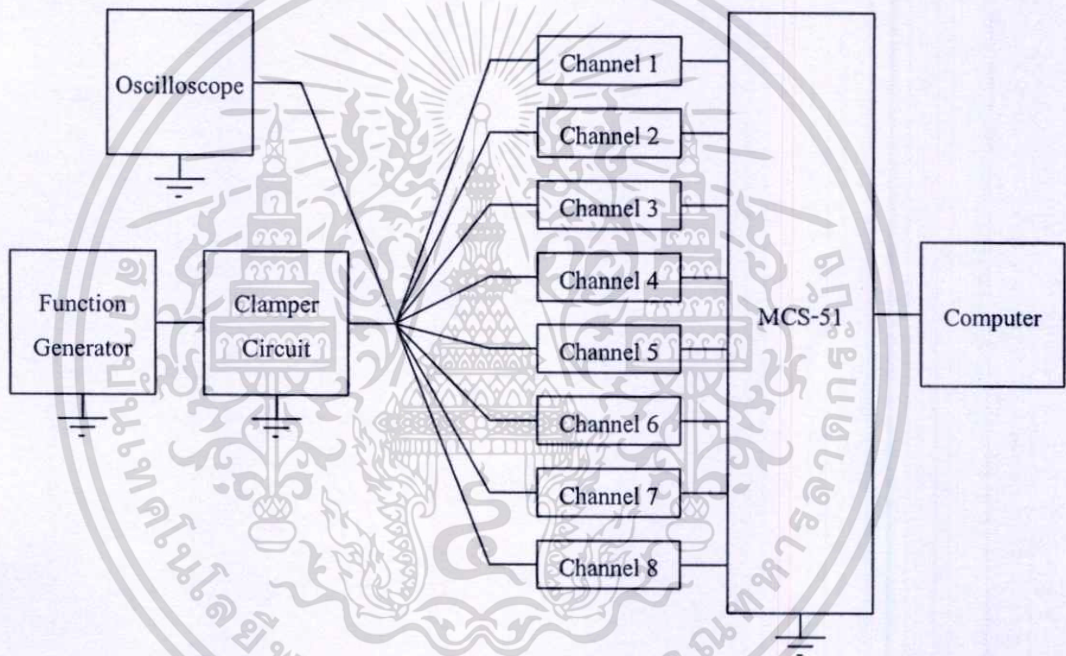 Oscilloscope
Function
Generator
Clamper
Circuit
Channel 1
Channel 2
Channel 3
Channel 4
Channel 5
Channel 6
Channel 7
Channel 8
MCS-51
Computer